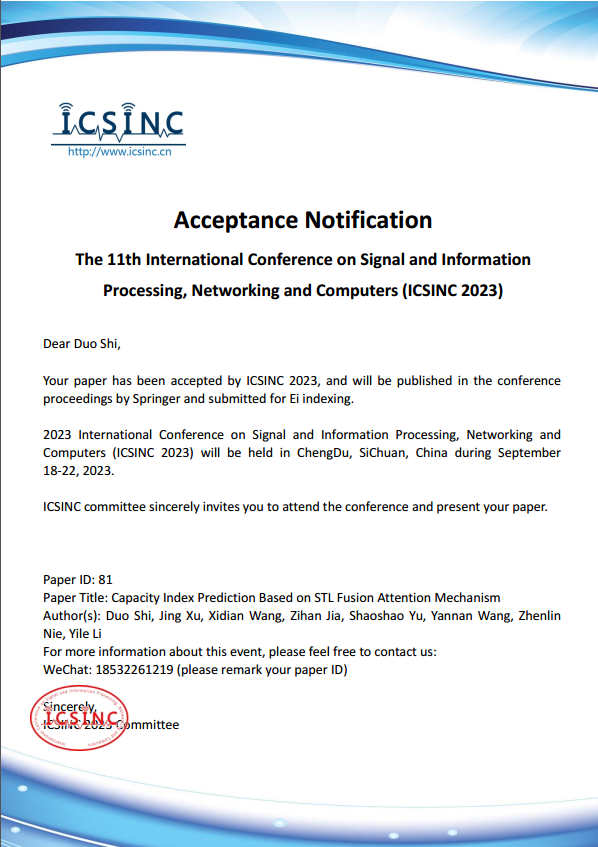 ICSINC
http://www.icsinc.cn
Acceptance Notification
The 11th International Conference on Signal and Information
Processing, Networking and Computers (ICSINC 2023)
Dear Duo Shi,
Your paper has been accepted by ICSINC 2023, and will be published in the conference
proceedings by Springer and submitted for Ei indexing.
2023 International Conference on Signal and Information Processing, Networking and
Computers (ICSINC 2023) will be held in ChengDu, SiChuan, China during September
18-22, 2023.
ICSINC committee sincerely invites you to attend the conference and present your paper.
Paper ID: 81
Paper Title: Capacity Index Prediction Based on STL Fusion Attention Mechanism
Author(s): Duo Shi, Jing Xu, Xidian Wang, Zihan Jia, Shaoshao Yu, Yannan Wang, Zhenlin
Nie, Yile Li
For more information about this event, please feel free to contact us:
WeChat: 18532261219 (please remark your paper ID)
Sincerely,
ICSINC 2023 Committee
ICSINC